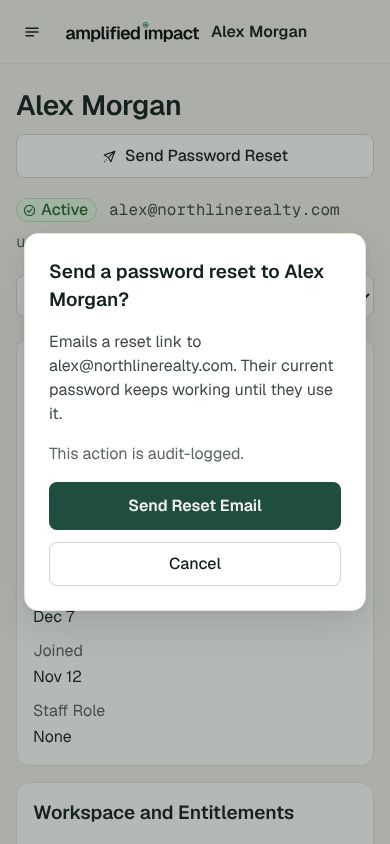 amplified impact Alex Morgan
Alex Morgan
Send Password Reset
Active alex@northlinerealty.com
Send a password reset to Alex
Morgan?
Emails a reset link to
alex@northlinerealty.com. Their current
password keeps working until they use
it.
This action is audit-logged.
Send Reset Email
Cancel
Dec 7
Joined
Nov 12
Staff Role
None
Workspace and Entitlements